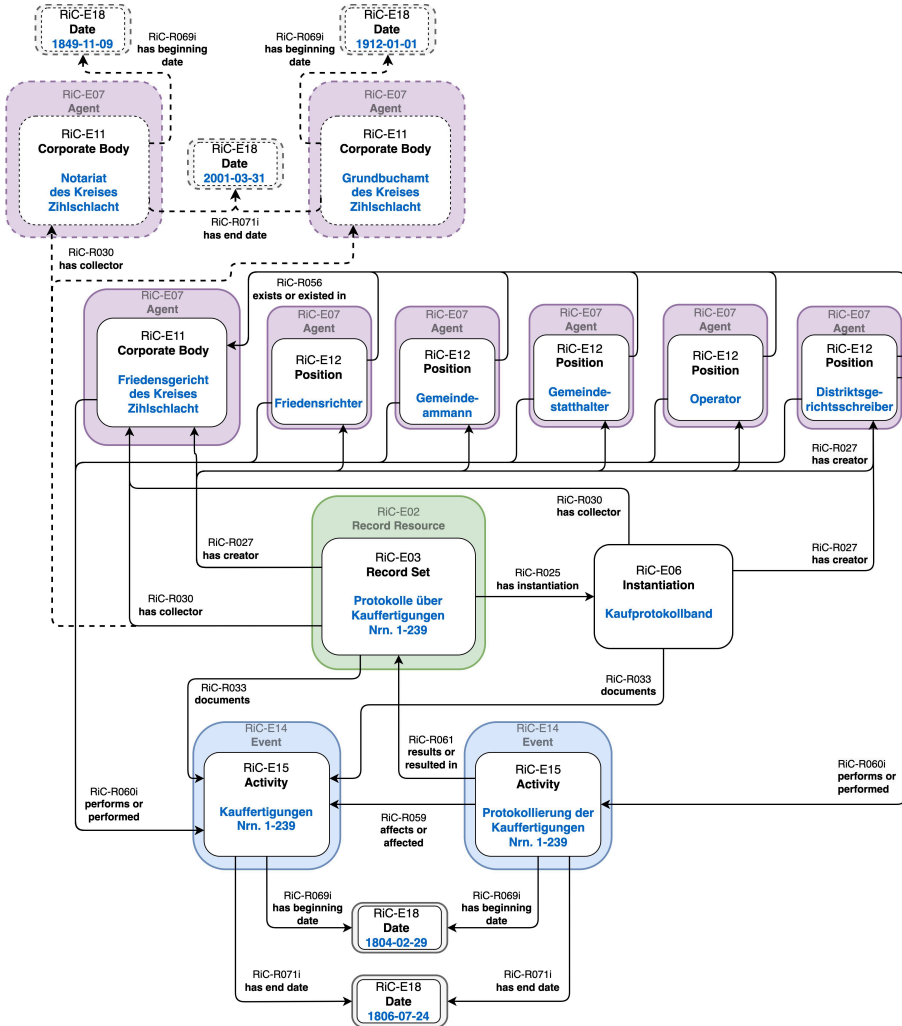 RiC-E18
Date
1849-11-09
RiC-R069i
has beginning
date
RiC-R069i
has beginning
date
RiC-E18
Date
1912-01-01
RiC-E07
Agent
RiC-E11
Corporate Body
Notariat
des Kreises
Zihlschlacht
RiC-E18
Date
2001-03-31
RiC-E07
Agent
RiC-E11
Corporate Body
Grundbuchamt
des Kreises
Zihlschlacht
RiC-R071i
has end date
RiC-R030
has collector
RiC-R056
exists or existed in
RiC-E07
Agent
RiC-E11
Corporate Body
Friedensgericht
des Kreises
Zihlschlacht
RiC-E07
Agent
RiC-E12
Position
Friedensrichter
RiC-E07
Agent
RiC-E12
Position
Gemeinde-
ammann
RiC-E07
Agent
RiC-E12
Position
Gemeinde-
statthalter
RiC-E07
Agent
RiC-E12
Position
Operator
RiC-E07
Agent
RiC-E12
Position
Distriktsge-
richtsschreiber
RiC-R027
has creator
RiC-R030
has collector
RiC-R027
has creator
RiC-E02
Record Resource
RiC-E03
Record Set
Protokolle über
Kauffertigungen
Nrn. 1-239
RiC-R025
has instantiation
RiC-E06
Instantiation
Kaufprotokollband
RiC-R027
has creator
RiC-R030
has collector
RiC-R033
documents
RiC-R033
documents
RiC-E14
Event
RiC-E15
Activity
Kauffertigungen
Nrn. 1-239
RiC-R061
results or
resulted in
RiC-E14
Event
RiC-E15
Activity
Protokollierung der
Kauffertigungen
Nrn. 1-239
RiC-R060i
performs or
performed
RiC-R060i
performs or
performed
RiC-R059
affects or
affected
RiC-R069i
has beginning
date
RiC-R069i
has beginning
date
RiC-E18
Date
1804-02-29
RiC-R071i
has end date
RiC-R071i
has end date
RiC-E18
Date
1806-07-24